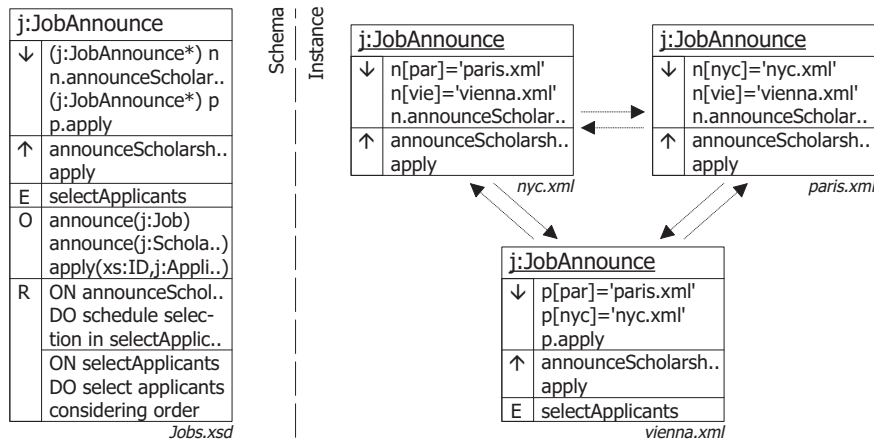 j:JobAnnounce
↓ (j:JobAnnounce*) n
n.announceScholar..
(j:JobAnnounce*) p
p.apply
↑ announceScholarsh..
apply
E selectApplicants
O announce(j:Job)
announce(j:Schola..)
apply(xs:ID,j:Appli..)
R ON announceSchol..
DO schedule selec-
tion in selectApplic..
ON selectApplicants
DO select applicants
considering order
Jobs.xsd
Schema
Instance
j:JobAnnounce
↓ n[par]='paris.xml'
n[vie]='vienna.xml'
n.announceScholar..
↑ announceScholarsh..
apply
nyc.xml
j:JobAnnounce
↓ n[nyc]='nyc.xml'
n[vie]='vienna.xml'
n.announceScholar..
↑ announceScholarsh..
apply
paris.xml
j:JobAnnounce
↓ p[par]='paris.xml'
p[nyc]='nyc.xml'
p.apply
↑ announceScholarsh..
apply
E selectApplicants
vienna.xml